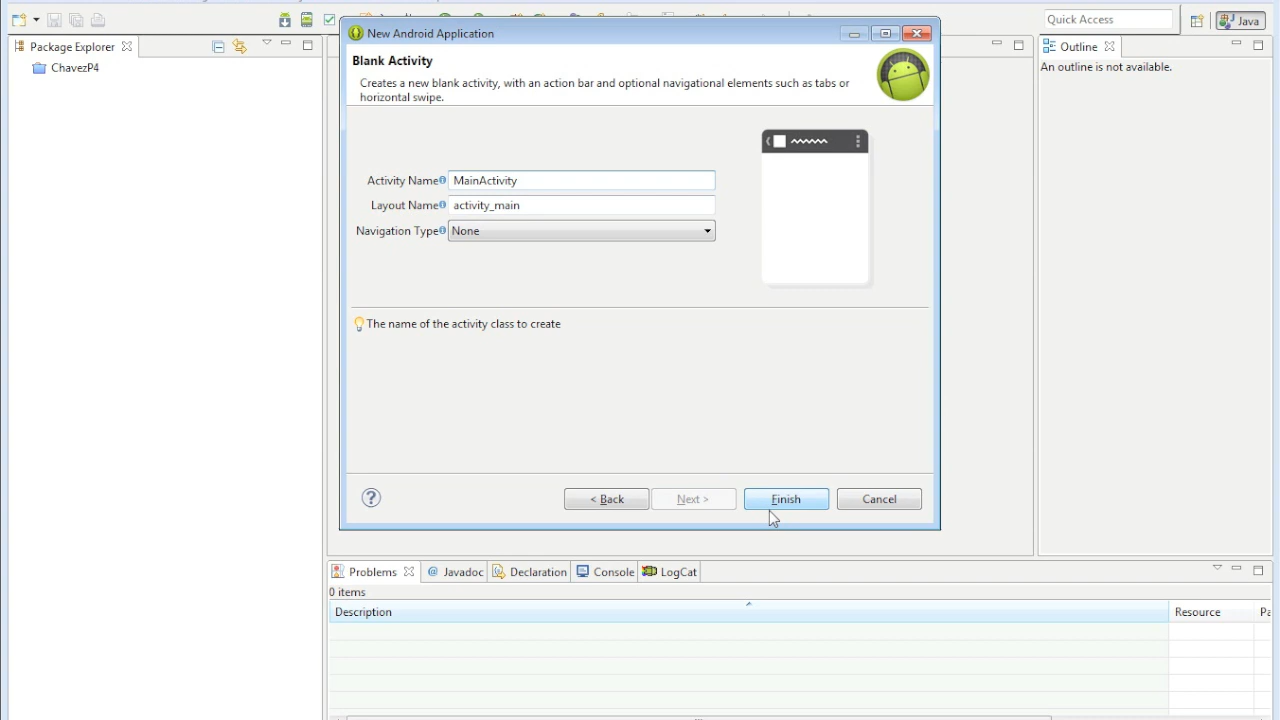 Quick Access
Java
New Android Application
Package Explorer
Outline
ChavezP4
An outline is not available.
Blank Activity
Creates a new blank activity, with an action bar and optional navigational elements such as tabs or
horizontal swipe.
Activity Name MainActivity
Layout Name activity_main
Navigation Type None
The name of the activity class to create
< Back
Next >
Finish
Cancel
Problems
@ Javadoc
Declaration
Console
LogCat
0 items
Description
Resource
Pa